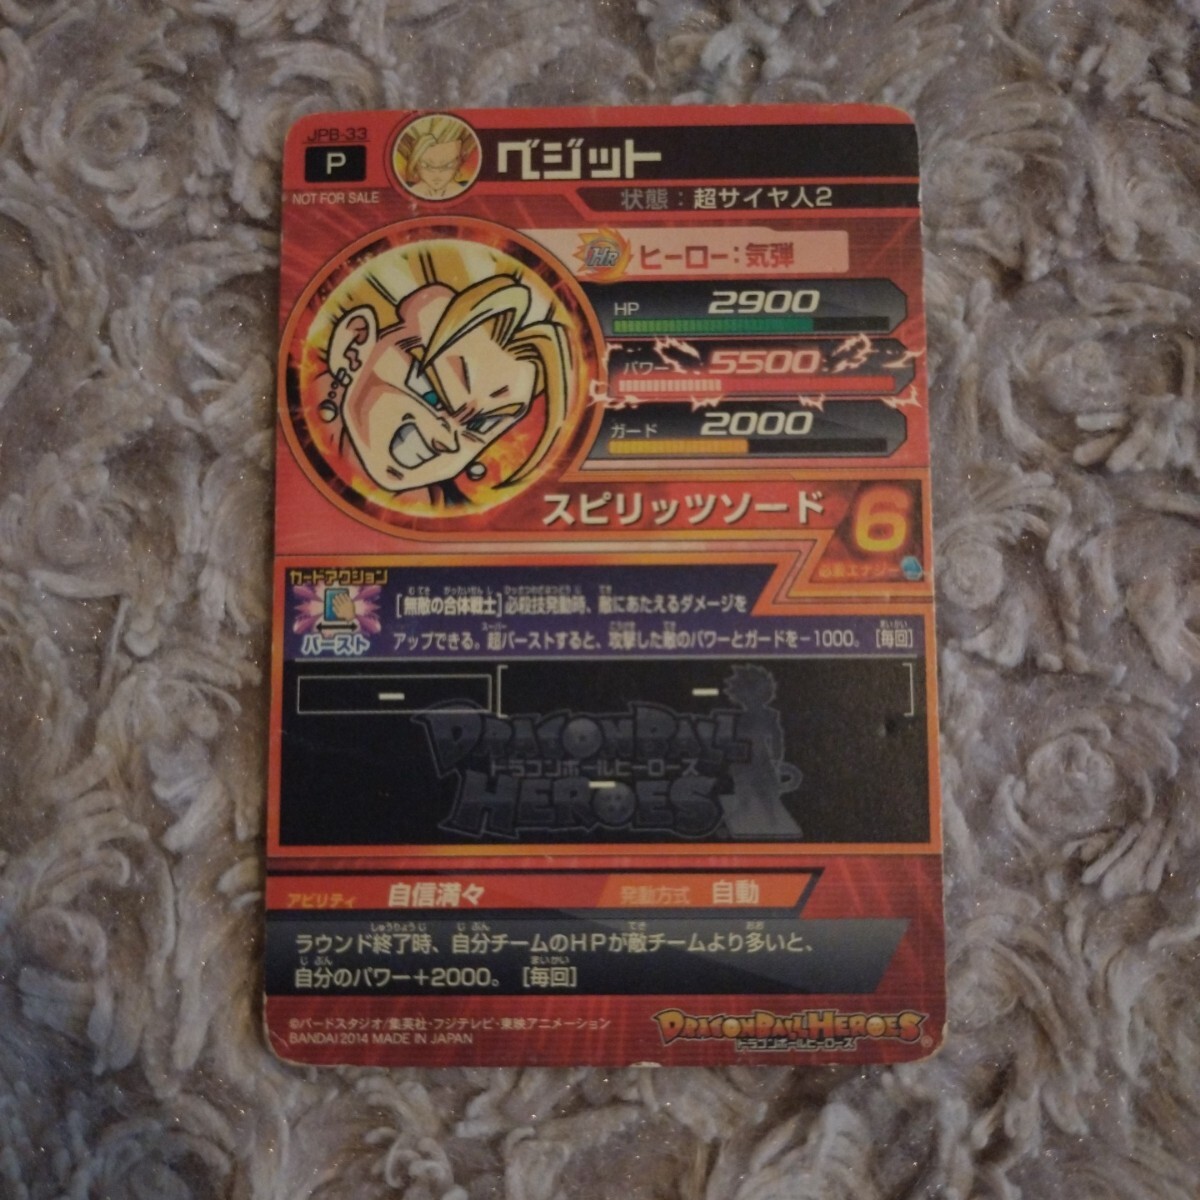 JPB-33
P
NOT FOR SALE
ベジット
状態：超サイヤ人2
HR ヒーロー：気弾
HP 2900
パワー 5500
ガード 2000
スピリッツソード 6
必要エナジー
カードアクション
バースト
[無敵の合体戦士]必殺技発動時、敵にあたえるダメージを
アップできる。超バーストすると、攻撃した敵のパワーとガードを−1000。[毎回]
− −
−
DRAGON BALL
ドラゴンボールヒーローズ
HEROES
アビリティ 自信満々 発動方式 自動
ラウンド終了時、自分チームのHPが敵チームより多いと、
自分のパワー+2000。[毎回]
©バードスタジオ/集英社・フジテレビ・東映アニメーション
BANDAI 2014 MADE IN JAPAN
DRAGON BALL HEROES
ドラゴンボールヒーローズ